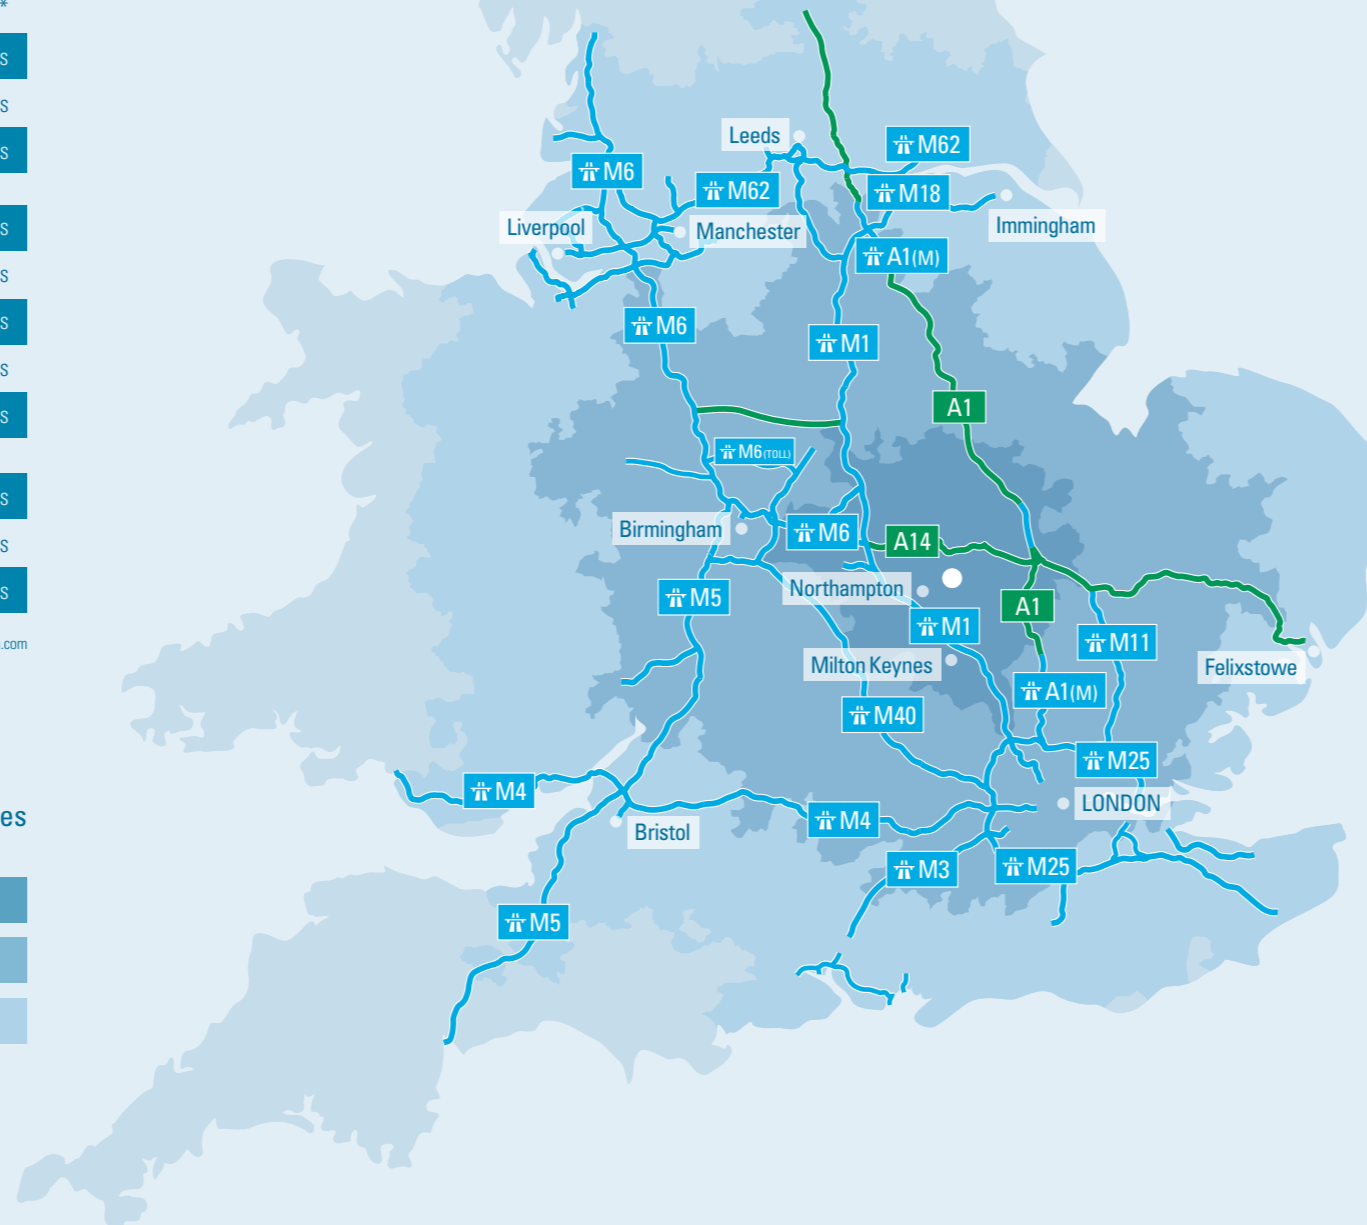 *
s
s
s
s
s
s
s
s
s
s
s
.com
es
Leeds
M62
M6
M62
M18
Immingham
Liverpool
Manchester
A1(M)
M6
M1
A1
M6(TOLL)
Birmingham
M6
A14
Northampton
M5
A1
M1
M11
Milton Keynes
Felixstowe
A1(M)
M40
M25
M4
LONDON
M4
Bristol
M3
M25
M5